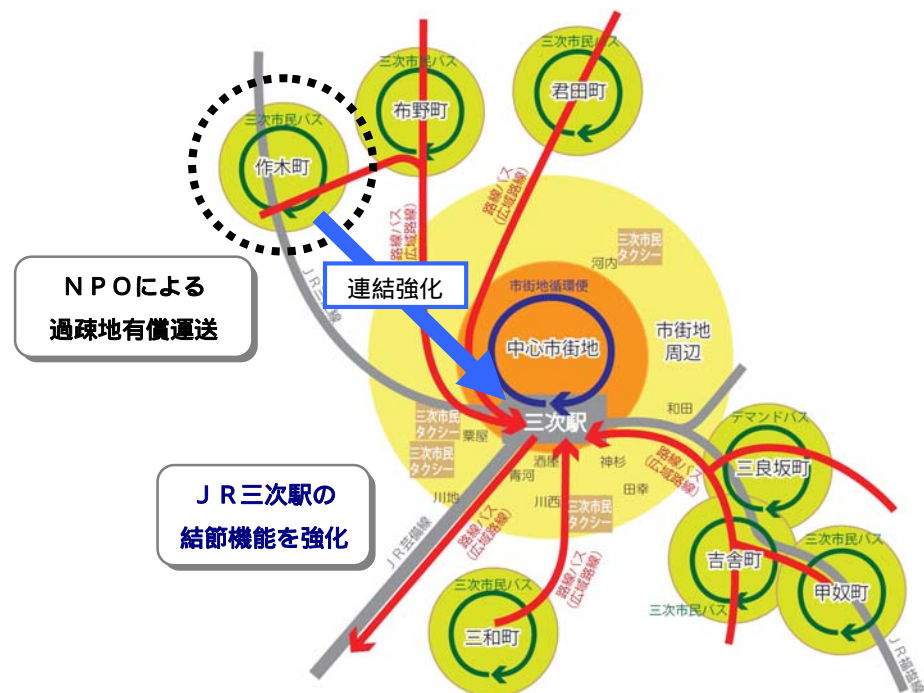 三次市民バス
君田町
三次市民バス
布野町
三次市民バス
作木町
路線バス
(広域路線)
路線バス
(広域路線)
三次市民
タクシー
河内
NPOによる
過疎地有償運送
連結強化
市街地循環便
中心市街地
市街地
周辺
三次駅
和田
三次市民
タクシー
粟屋
三次市民
タクシー
川地
青河
酒屋
川西
神杉
田幸
三次市民
タクシー
路線バス
(広域路線)
デマンドバス
三良坂町
JR三次駅の
結節機能を強化
JR芸備線
路線バス
(広域路線)
路線バス
(広域路線)
吉舎町
三次市民バス
三次市民バス
甲奴町
三次市民バス
三和町
JR福塩線